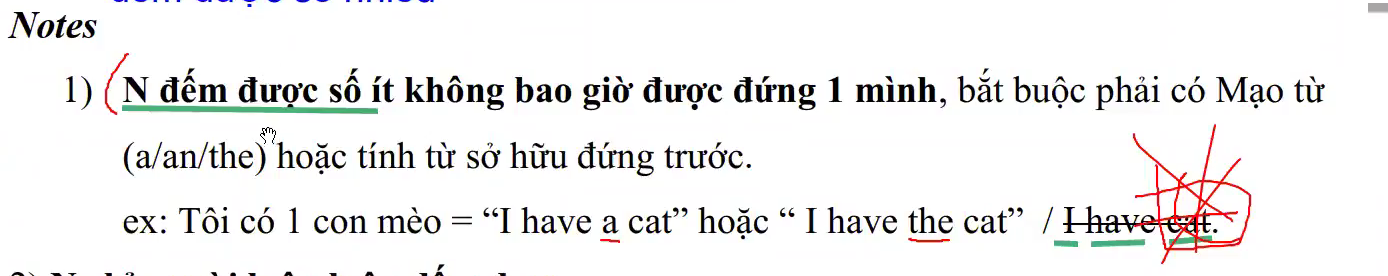 Notes
1) N đếm được số ít không bao giờ được đứng 1 mình, bắt buộc phải có Mạo từ
(a/an/the) hoặc tính từ sở hữu đứng trước.
ex: Tôi có 1 con mèo = “I have a cat” hoặc “ I have the cat” / I have cat.